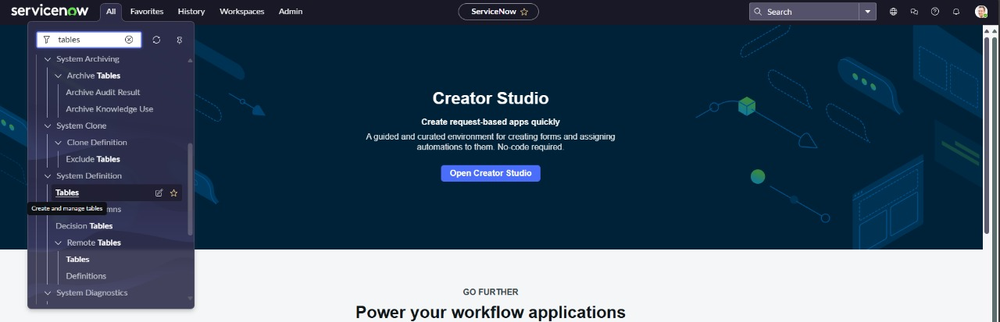 servicenow All Favorites History Workspaces Admin ServiceNow Search
tables
System Archiving
Archive Tables
Archive Audit Result
Archive Knowledge Use
System Clone
Clone Definition
Exclude Tables
System Definition
Tables
Create and manage tables
mns
Decision Tables
Remote Tables
Tables
Definitions
System Diagnostics
Creator Studio
Create request-based apps quickly
A guided and curated environment for creating forms and assigning
automations to them. No-code required.
Open Creator Studio
GO FURTHER
Power your workflow applications